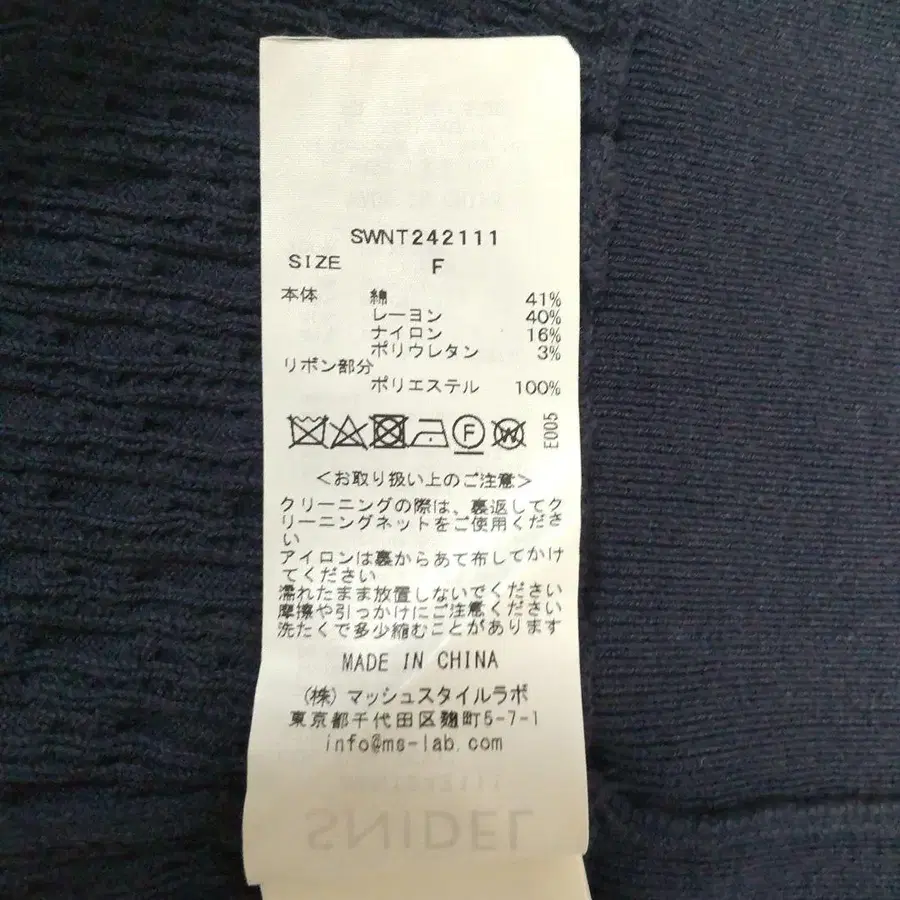 SWNT242111
SIZE F
本体 綿 41%
レーヨン 40%
ナイロン 16%
ポリウレタン 3%
リボン部分
ポリエステル 100%
F W E005
<お取り扱い上のご注意>
クリーニングの際は、裏返してク
リーニングネットをご使用くださ
い
アイロンは裏からあて布してかけ
てください
濡れたまま放置しないでください
摩擦や引っかけにご注意ください
洗たくで多少縮むことがあります
MADE IN CHINA
(株)マッシュスタイルラボ
東京都千代田区麹町5-7-1
info@ms-lab.com
SWNT242111
SNIDEL